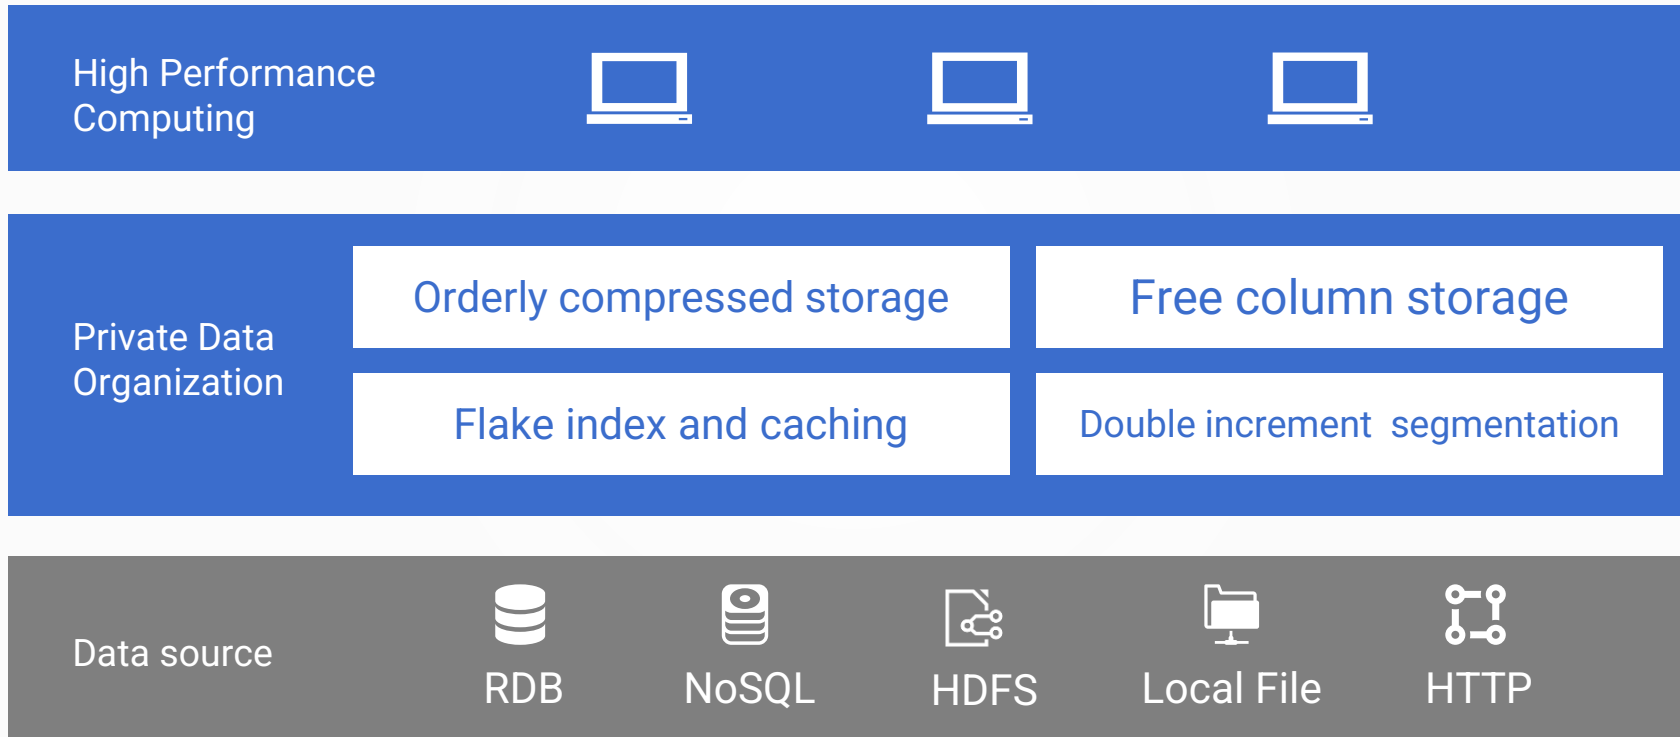 High Performance
Computing
Orderly compressed storage
Free column storage
Private Data
Organization
Flake index and caching
Double increment  segmentation
Data source
RDB
NoSQL
HDFS
Local File
HTTP